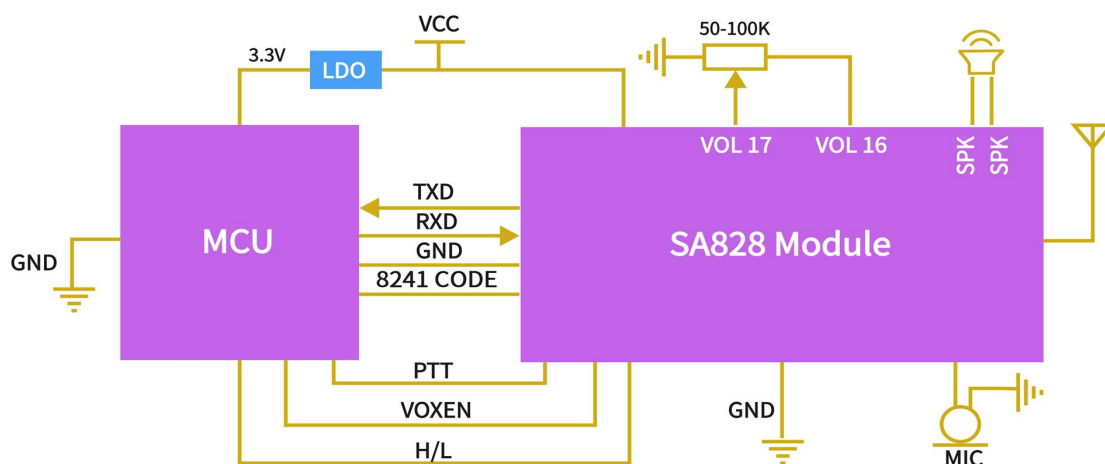 VCC
50-100K
3.3V
LDO
VOL 17
VOL 16
SPK
SPK
TXD
RXD
MCU
SA828 Module
GND
GND
8241 CODE
PTT
VOXEN
GND
H/L
MIC